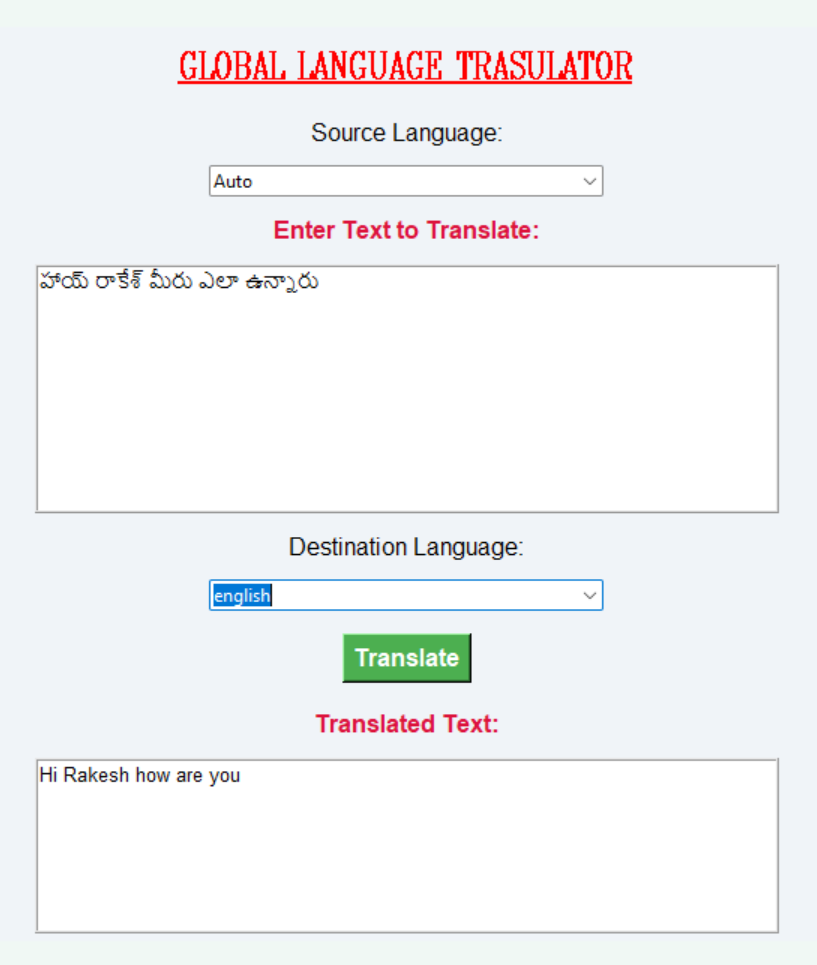 GLOBAL LANGUAGE TRASULATOR
Source Language:
Auto
Enter Text to Translate:
హాయ్ రాకేశ్ మీరు ఎలా ఉన్నారు
Destination Language:
english
Translate
Translated Text:
Hi Rakesh how are you